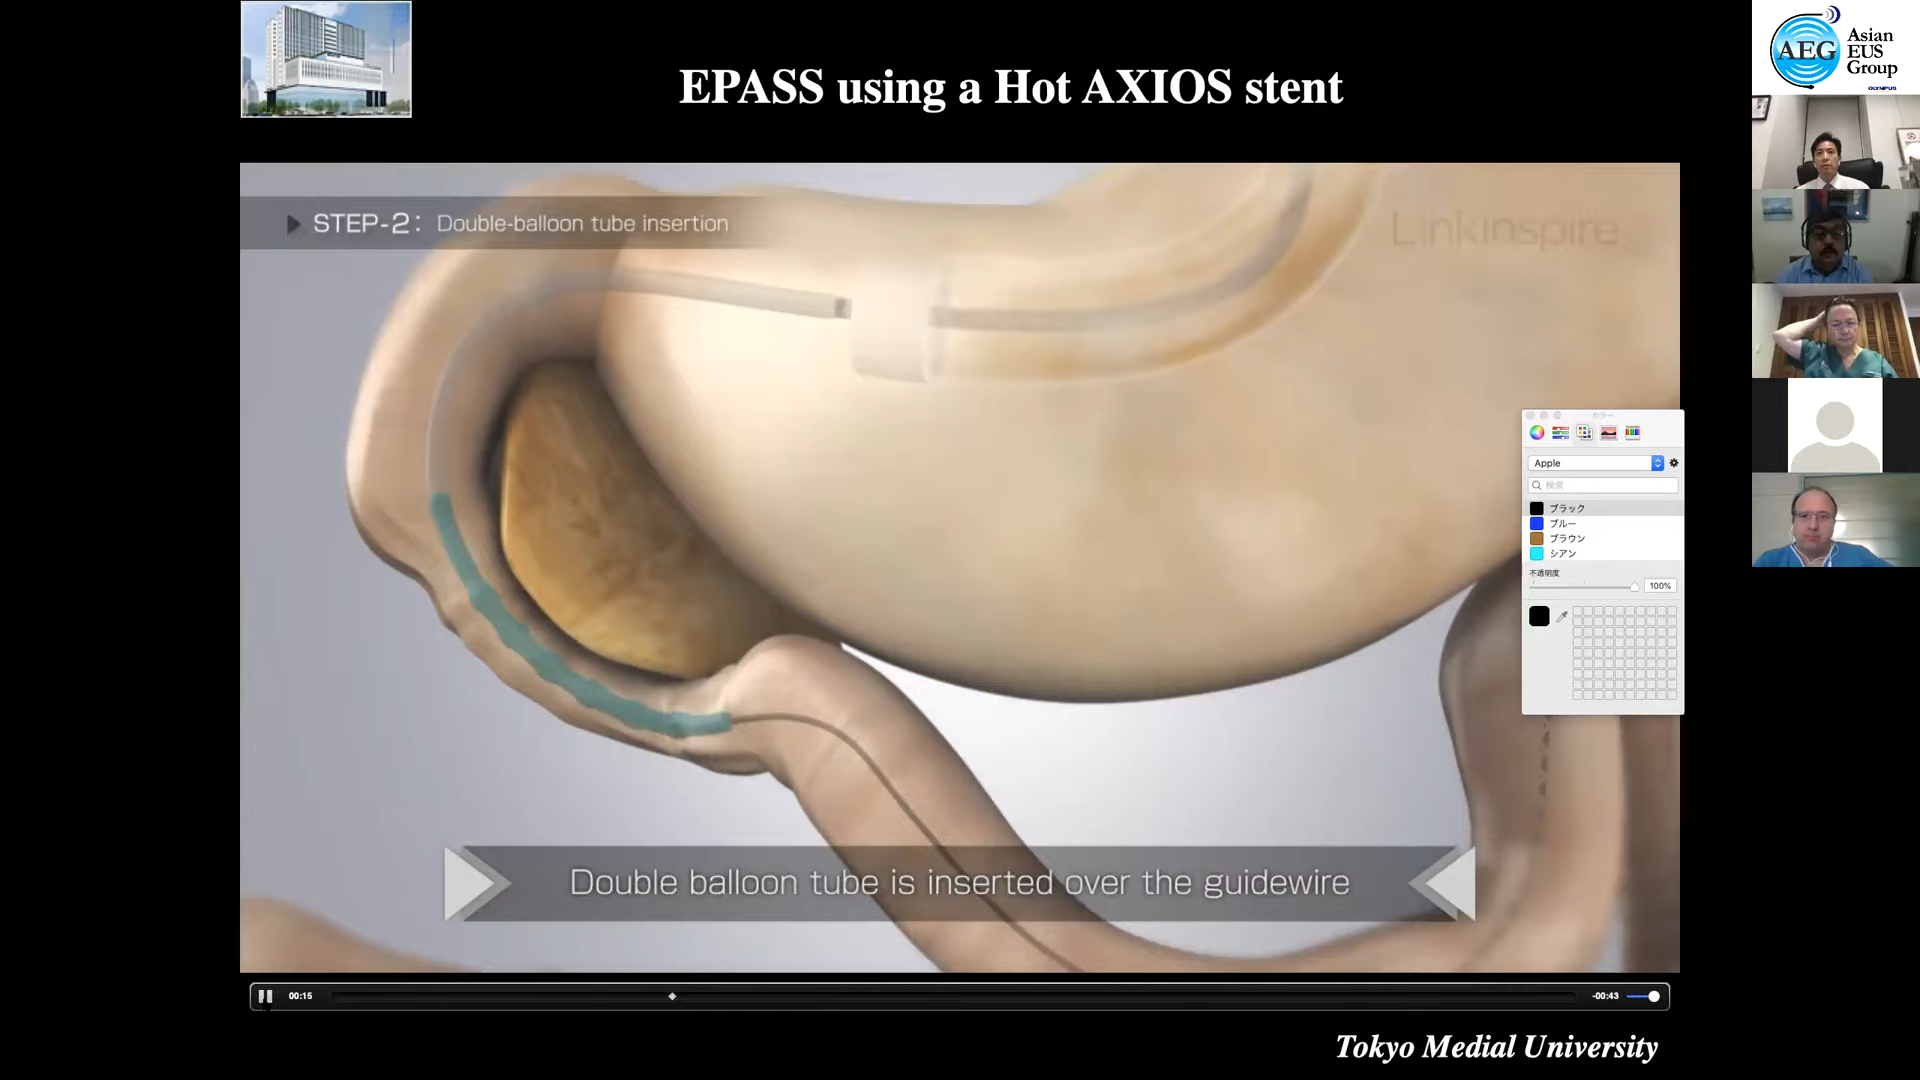 EPASS using a Hot AXIOS stent
AEG
Asian
EUS
Group
OLYMPUS
STEP-2: Double-balloon tube insertion
Linkinspire
カラー
Apple
検索
ブラック
ブルー
ブラウン
シアン
不透明度
100%
Double balloon tube is inserted over the guidewire
00:15
-00:43
Tokyo Medial University